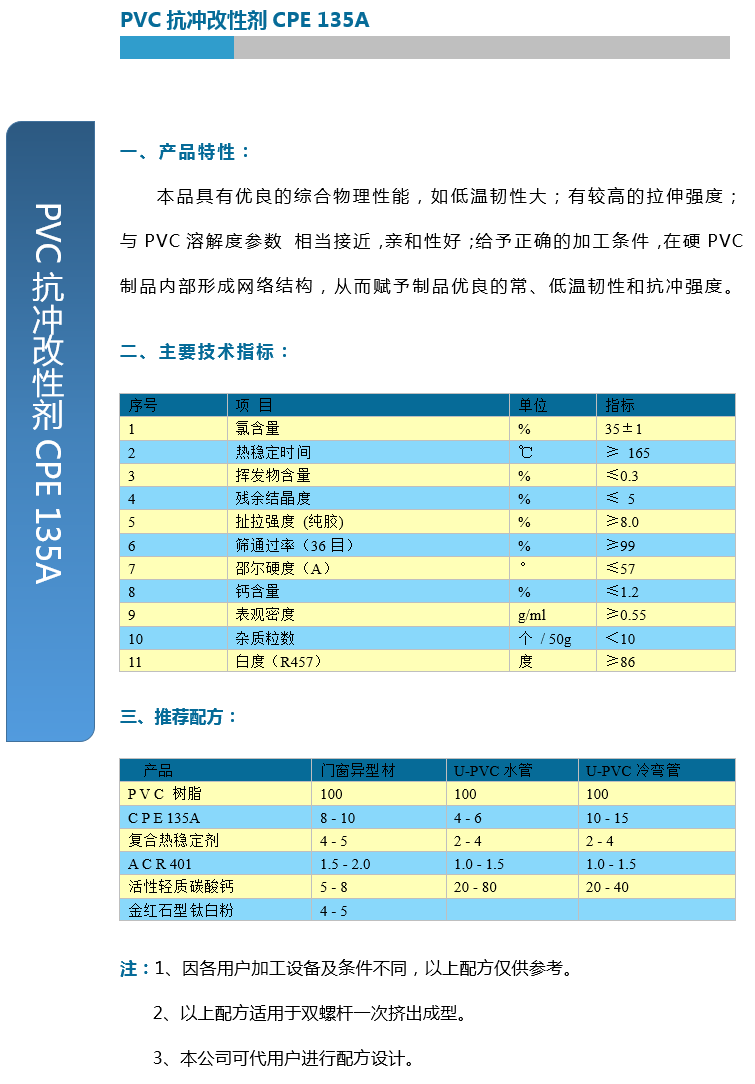 PVC 抗冲改性剂 CPE 135A
PVC 抗冲改性剂 CPE 135A
一、产品特性：
本品具有优良的综合物理性能，如低温韧性大；有较高的拉伸强度；
与 PVC 溶解度参数 相当接近，亲和性好；给予正确的加工条件，在硬 PVC
制品内部形成网络结构，从而赋予制品优良的常、低温韧性和抗冲强度。
二、主要技术指标：
序号 项 目 单位 指标
1 氯含量 % 35±1
2 热稳定时间 ℃ ≥ 165
3 挥发物含量 % ≤0.3
4 残余结晶度 % ≤ 5
5 扯拉强度 (纯胶) % ≥8.0
6 筛通过率（36 目） % ≥99
7 邵尔硬度（A） ° ≤57
8 钙含量 % ≤1.2
9 表观密度 g/ml ≥0.55
10 杂质粒数 个 / 50g ＜10
11 白度（R457） 度 ≥86
三、推荐配方：
产品 门窗异型材 U-PVC 水管 U-PVC 冷弯管
P V C 树脂 100 100 100
C P E 135A 8 - 10 4 - 6 10 - 15
复合热稳定剂 4 - 5 2 - 4 2 - 4
A C R 401 1.5 - 2.0 1.0 - 1.5 1.0 - 1.5
活性轻质碳酸钙 5 - 8 20 - 80 20 - 40
金红石型钛白粉 4 - 5
注：1、因各用户加工设备及条件不同，以上配方仅供参考。
2、以上配方适用于双螺杆一次挤出成型。
3、本公司可代用户进行配方设计。